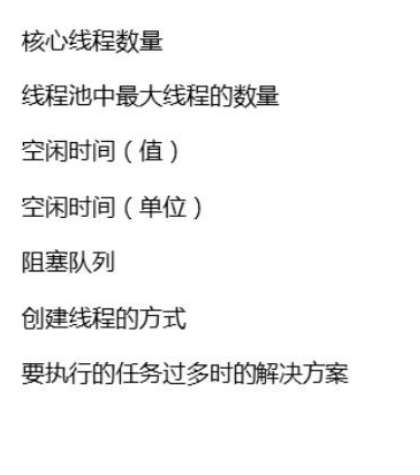 核心线程数量
线程池中最大线程的数量
空闲时间（值）
空闲时间（单位）
阻塞队列
创建线程的方式
要执行的任务过多时的解决方案